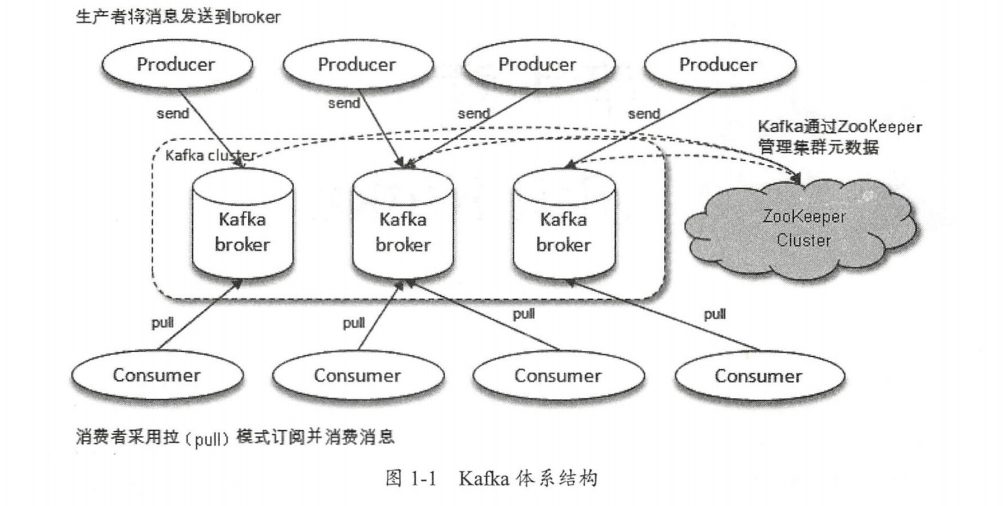 生产者将消息发送到broker
Producer
Producer
Producer
Producer
send
send
send
send
Kafka通过ZooKeeper
管理集群元数据
Kafka cluster
Kafka
broker
Kafka
broker
Kafka
broker
ZooKeeper
Cluster
pull
pull
pull
pull
Consumer
Consumer
Consumer
Consumer
消费者采用拉（pull）模式订阅并消费消息
图 1-1 Kafka 体系结构